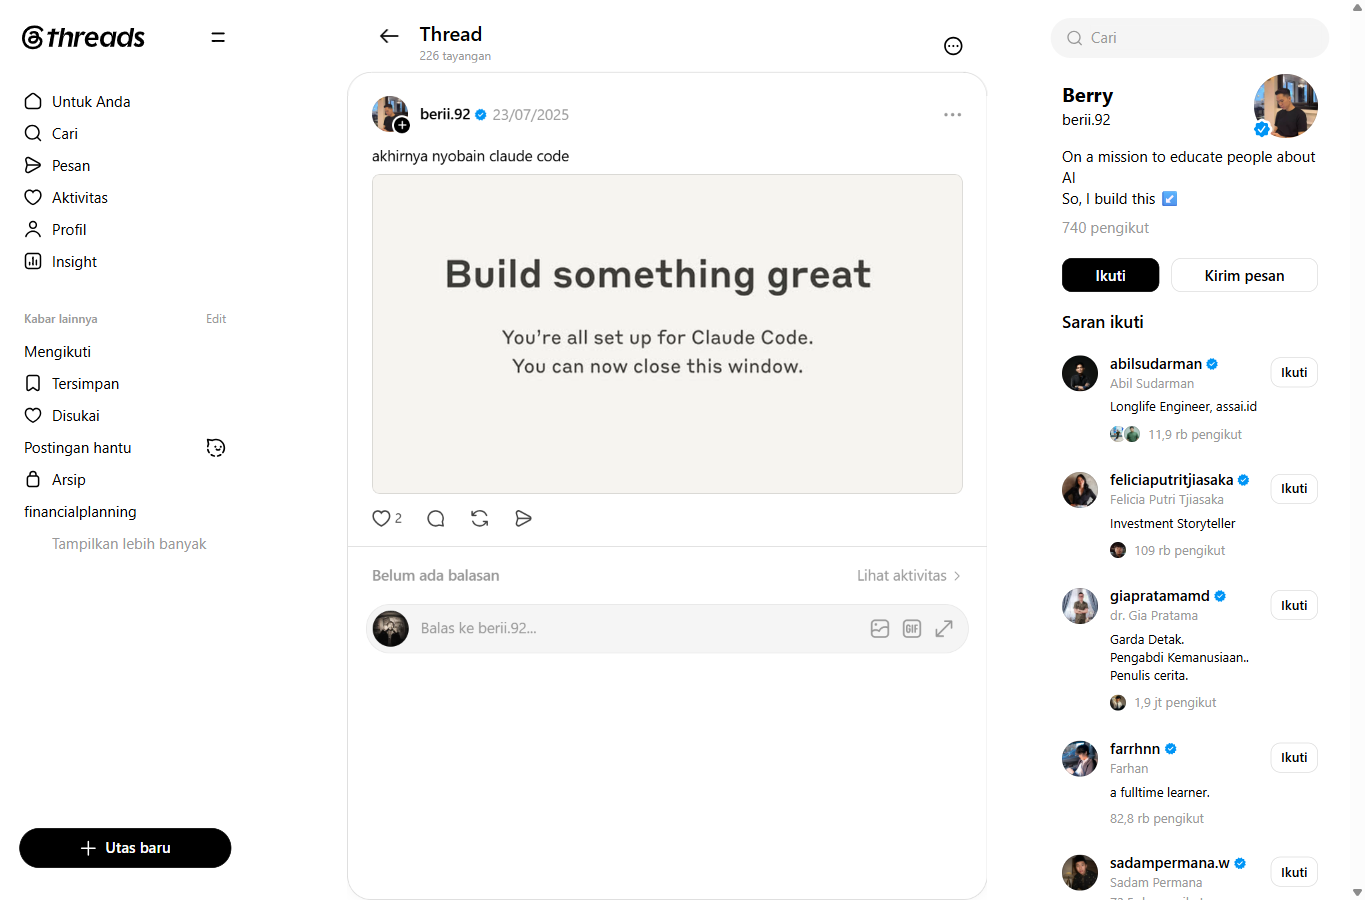 threads
Untuk Anda
Cari
Pesan
Aktivitas
Profil
Insight
Kabar lainnya
Edit
Mengikuti
Tersimpan
Disukai
Postingan hantu
Arsip
financialplanning
Tampilkan lebih banyak
Utas baru
Thread
226 tayangan
berii.92 23/07/2025
akhirnya nyobain claude code
Build something great
You're all set up for Claude Code.
You can now close this window.
2
Belum ada balasan
Lihat aktivitas
Balas ke berii.92...
GIF
Cari
Berry
berii.92
On a mission to educate people about
AI
So, I build this
740 pengikut
Ikuti
Kirim pesan
Saran ikuti
abilsudarman
Abil Sudarman
Ikuti
Longlife Engineer, assai.id
11,9 rb pengikut
feliciaputritjiasaka
Felicia Putri Tjiasaka
Ikuti
Investment Storyteller
109 rb pengikut
giapratamamd
dr. Gia Pratama
Ikuti
Garda Detak.
Pengabdi Kemanusiaan..
Penulis cerita.
1,9 jt pengikut
farrhnn
Farhan
Ikuti
a fulltime learner.
82,8 rb pengikut
sadampermana.w
Sadam Permana
Ikuti